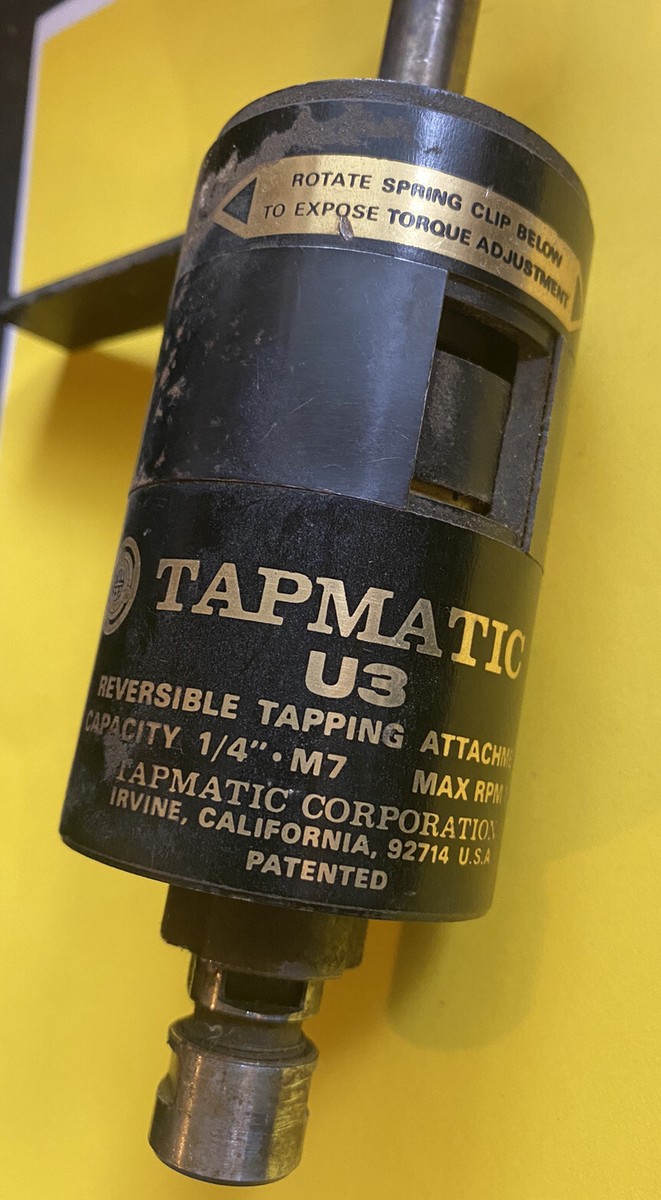 ROTATE SPRING CLIP BELOW
TO EXPOSE TORQUE ADJUSTMENT
TAPMATIC
U3
REVERSIBLE TAPPING
CAPACITY 1/4" · M7 MAX RPM
TAPMATIC CORPORATION
IRVINE, CALIFORNIA, 92714 U.S.A
PATENTED